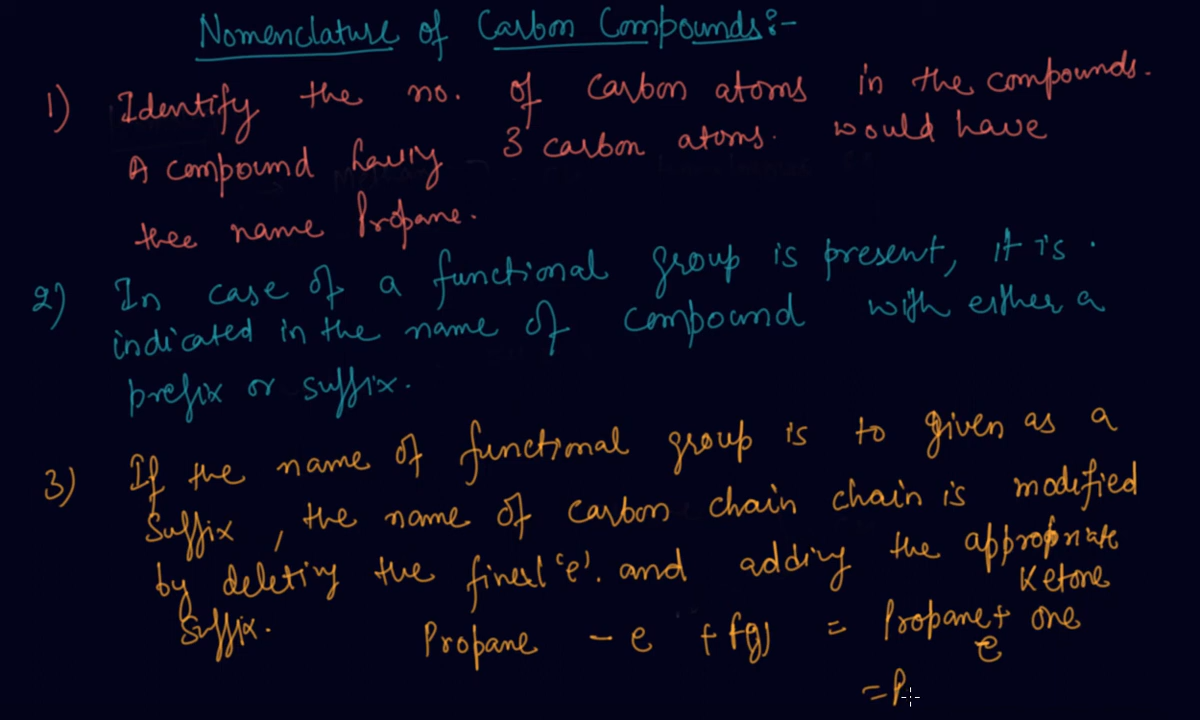 Nomenclature of Carbon Compounds:-
1) Identify the no. of carbon atoms in the compounds.
A compound having 3 carbon atoms. would have
thee name Propane.
2) In case of a functional group is present, it is.
indicated in the name of compound with either a
prefix or suffix.
3) If the name of functional group is to given as a
Suffix, the name of carbon chain chain is modified
by deleting the final 'e'. and adding the appropriate
Suffix.
Ketone
Propane - e + fg) = Propane + one
e
= P